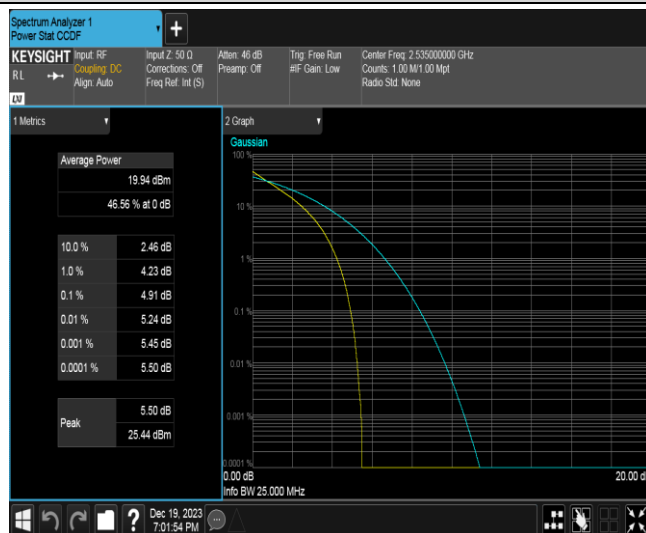 Spectrum Analyzer 1
Power Stat CCDF
+
KEYSIGHT Input: RF Input Z: 50 Ω Atten: 46 dB Trig: Free Run Center Freq: 2.535000000 GHz
RL Coupling: DC Corrections: Off Preamp: Off #IF Gain: Low Counts: 1.00 M/1.00 Mpt
Align: Auto Freq Ref: Int (S) Radio Std: None
LXI
1 Metrics
Average Power
19.94 dBm
46.56 % at 0 dB
10.0 % 2.46 dB
1.0 % 4.23 dB
0.1 % 4.91 dB
0.01 % 5.24 dB
0.001 % 5.45 dB
0.0001 % 5.50 dB
Peak 5.50 dB
25.44 dBm
2 Graph
Gaussian
100 %
10 %
1 %
0.1 %
0.01 %
0.001 %
0.0001 %
0.00 dB 20.00 d
Info BW 25.000 MHz
? Dec 19, 2023
7:01:54 PM